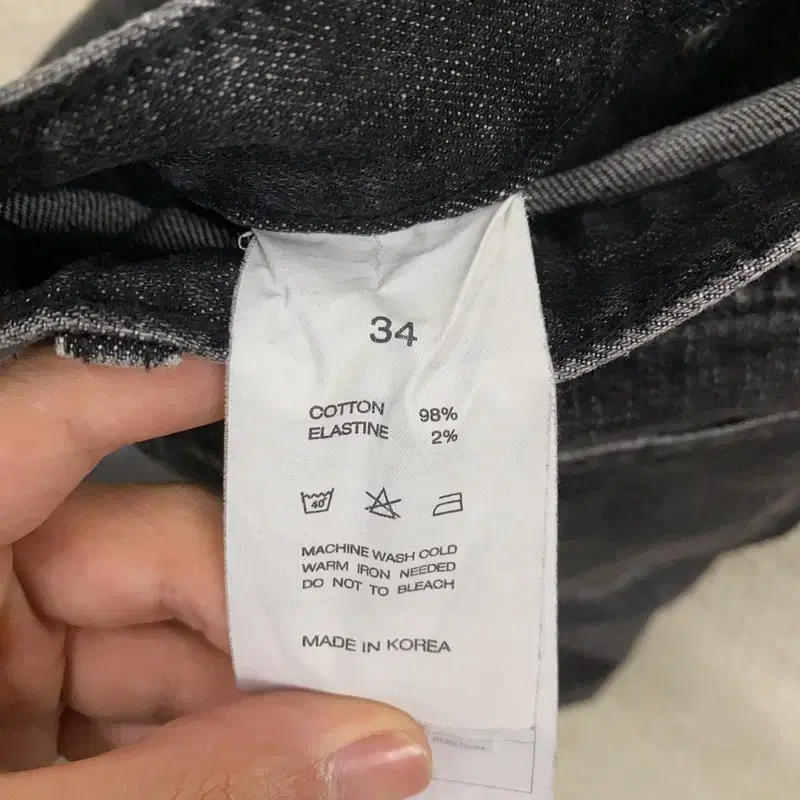 34
COTTON 98%
ELASTINE 2%
40
MACHINE WASH COLD
WARM IRON NEEDED
DO NOT TO BLEACH
MADE IN KOREA